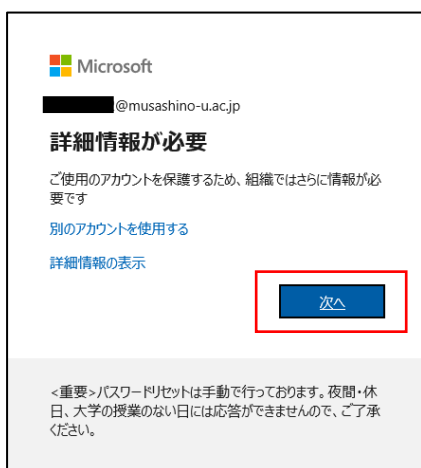 Microsoft
@musashino-u.ac.jp
詳細情報が必要
ご使用のアカウントを保護するため、組織ではさらに情報が必
要です
別のアカウントを使用する
詳細情報の表示
次へ
<重要>パスワードリセットは手動で行っております。夜間・休
日、大学の授業のない日には応答ができませんので、ご了承
ください。